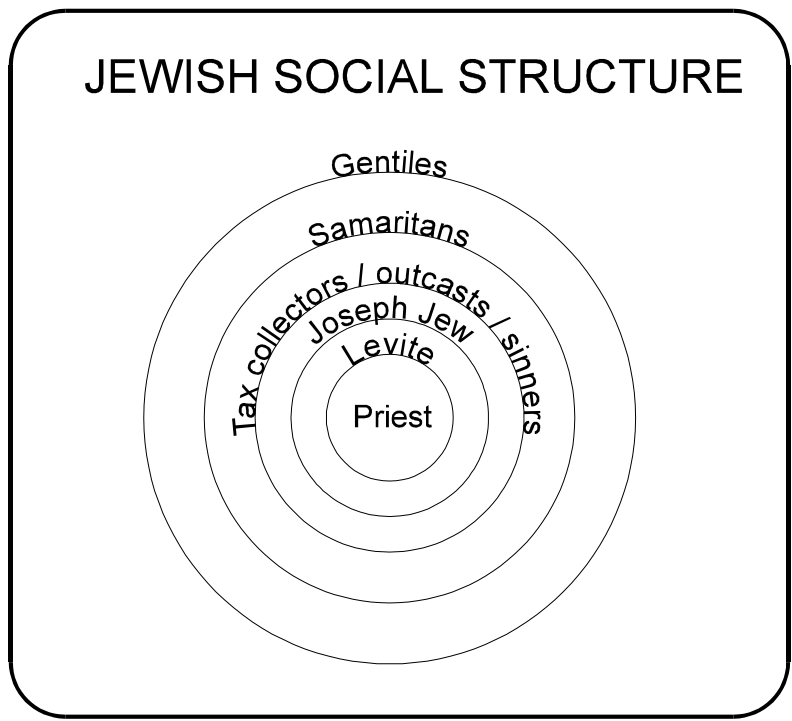 JEWISH SOCIAL STRUCTURE
Gentiles
Samaritans
Tax collectors / outcasts / sinners
Joseph Jew
Levite
Priest